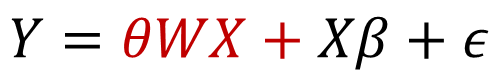 Y = θWX + Xβ + ϵ